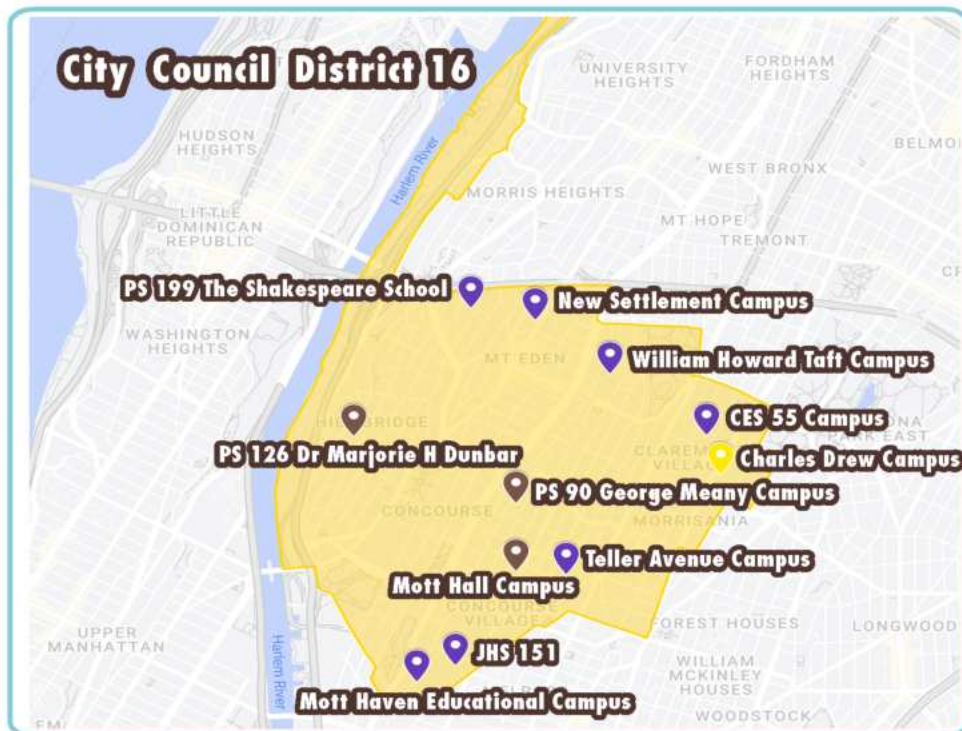 City Council District 16
UNIVERSITY
HEIGHTS
FORDHAM
HEIGHTS
HUDSON
HEIGHTS
Harlem River
WEST BRONX
MORRIS HEIGHTS
LITTLE
DOMINICAN
REPUBLIC
MT HOPE
TREMONT
PS 199 The Shakespeare School
New Settlement Campus
WASHINGTON
HEIGHTS
MT EDEN
William Howard Taft Campus
CES 55 Campus
PARK EAST
PS 126 Dr Marjorie H Dunbar
Charles Drew Campus
PS 90 George Meany Campus
CONCOURSE
MORRISANIA
Teller Avenue Campus
Mott Hall Campus
CONCOURSE
VILLAGE
FOREST HOUSES
LONGWOOD
UPPER
MANHATTAN
Harlem River
JHS 151
WILLIAM
MCKINLEY
HOUSES
Mott Haven Educational Campus
WOODSTOCK